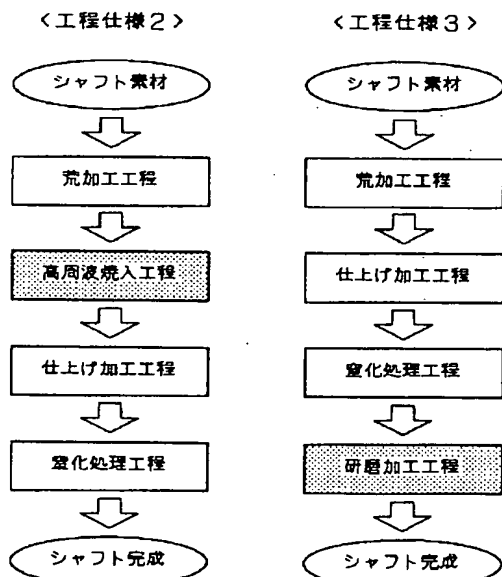 <工程仕様2>
シャフト素材
荒加工工程
高周波焼入工程
仕上げ加工工程
窒化処理工程
シャフト完成
<工程仕様3>
シャフト素材
荒加工工程
仕上げ加工工程
窒化処理工程
研磨加工工程
シャフト完成